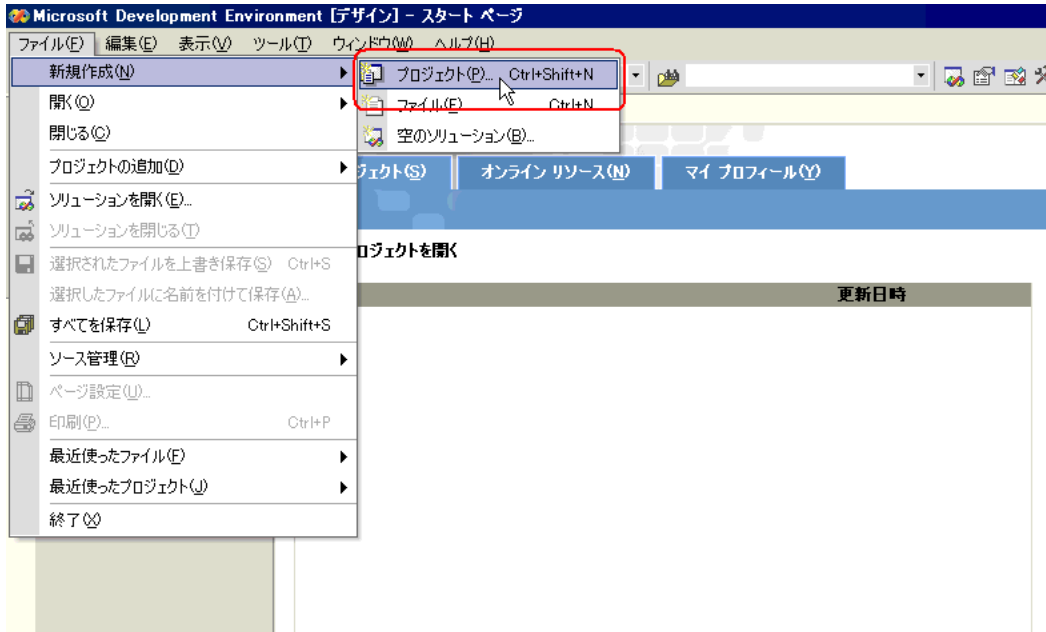 Microsoft Development Environment [デザイン] - スタート ページ
ファイル(F) 編集(E) 表示(V) ツール(T) ウィンドウ(W) ヘルプ(H)
新規作成(N)
プロジェクト(P)... Ctrl+Shift+N
開く(O)
ファイル(F) Ctrl+N
閉じる(C)
空のソリューション(B)...
プロジェクトの追加(D)
ジェクト(S) オンライン リソース(N) マイ プロフィール(Y)
ソリューションを開く(E)...
ソリューションを閉じる(T)
ロジェクトを開く
選択されたファイルを上書き保存(S) Ctrl+S
選択したファイルに名前を付けて保存(A)...
更新日時
すべてを保存(L) Ctrl+Shift+S
ソース管理(R)
ページ設定(U)...
印刷(P)... Ctrl+P
最近使ったファイル(F)
最近使ったプロジェクト(J)
終了(X)